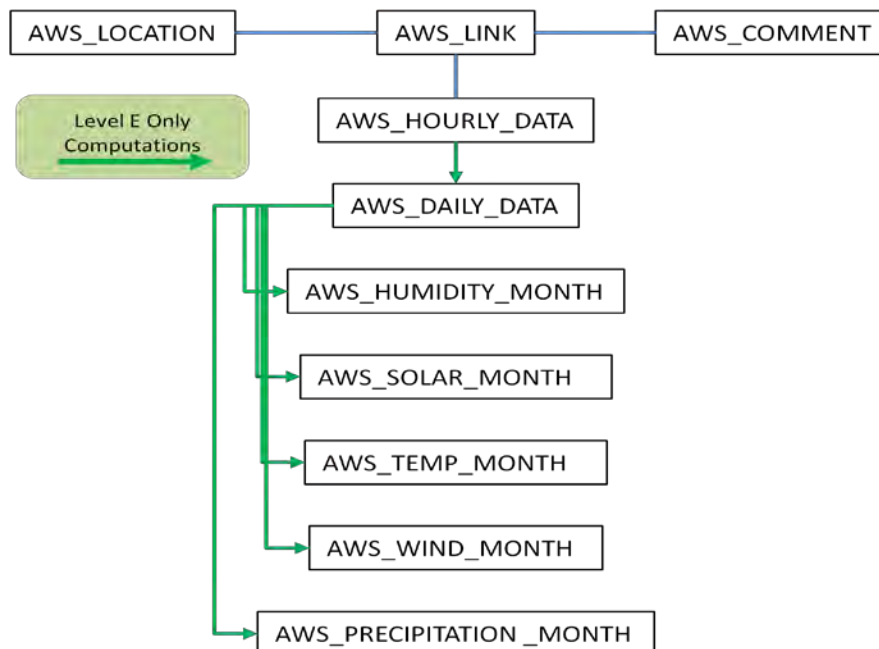 AWS_LOCATION
AWS_LINK
AWS_COMMENT
Level E Only
Computations
AWS_HOURLY_DATA
AWS_DAILY_DATA
AWS_HUMIDITY_MONTH
AWS_SOLAR_MONTH
AWS_TEMP_MONTH
AWS_WIND_MONTH
AWS_PRECIPITATION _MONTH